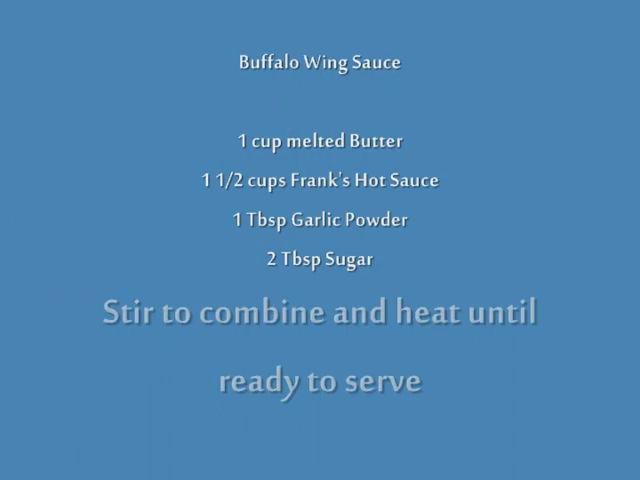 Buffalo Wing Sauce
1 cup melted Butter
1 1/2 cups Frank's Hot Sauce
1 Tbsp Garlic Powder
2 Tbsp Sugar
Stir to combine and heat until
ready to serve